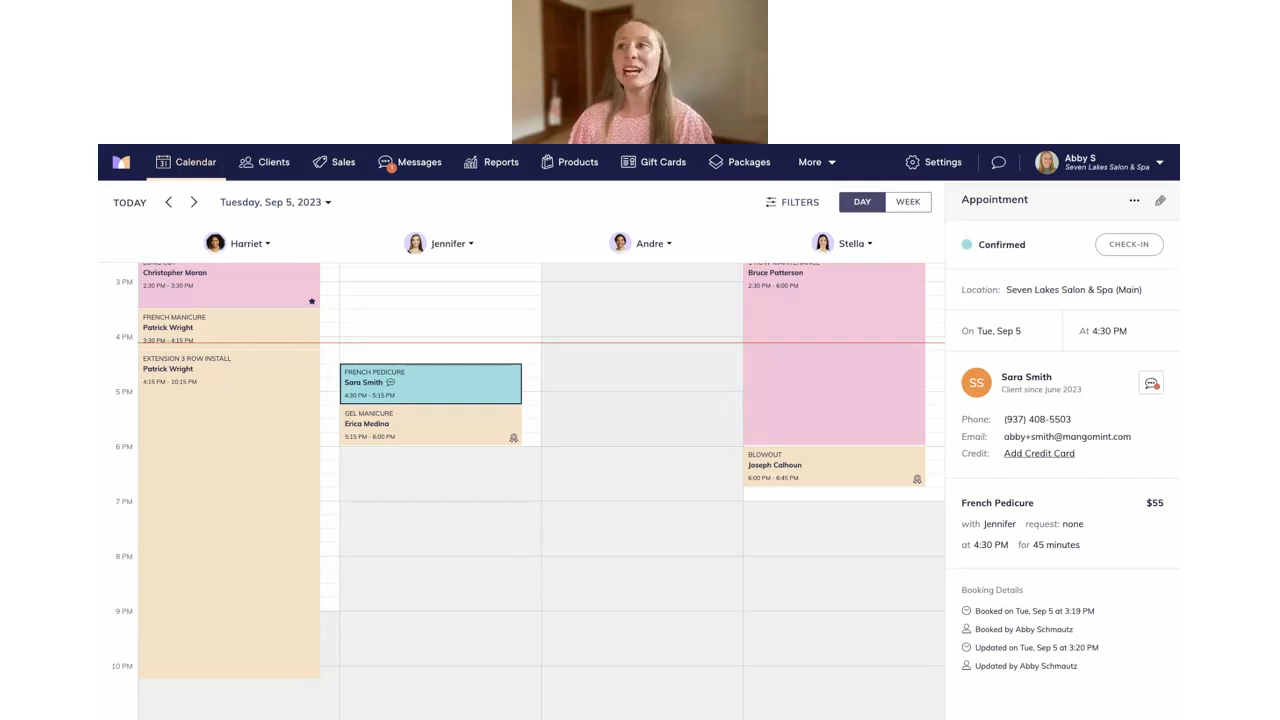 Calendar
Clients
Sales
Messages
Reports
Products
Gift Cards
Packages
More
Settings
Abby S
Seven Lakes Salon & Spa
TODAY
Tuesday, Sep 5, 2023
FILTERS
DAY
WEEK
Harriet
Jennifer
Andre
Stella
3 PM
4 PM
5 PM
6 PM
7 PM
8 PM
9 PM
10 PM
Christopher Moran
2:30 PM - 3:30 PM
FRENCH MANICURE
Patrick Wright
3:30 PM - 4:15 PM
EXTENSION 3 ROW INSTALL
Patrick Wright
4:15 PM - 10:15 PM
FRENCH PEDICURE
Sara Smith
4:30 PM - 5:15 PM
GEL MANICURE
Erica Medina
5:15 PM - 6:00 PM
Bruce Patterson
2:30 PM - 6:00 PM
BLOWOUT
Joseph Calhoun
6:00 PM - 6:45 PM
Appointment
Confirmed
CHECK-IN
Location: Seven Lakes Salon & Spa (Main)
On Tue, Sep 5
At 4:30 PM
SS
Sara Smith
Client since June 2023
Phone: (937) 408-5503
Email: abby+smith@mangomint.com
Credit: Add Credit Card
French Pedicure $55
with Jennifer request: none
at 4:30 PM for 45 minutes
Booking Details
Booked on Tue, Sep 5 at 3:19 PM
Booked by Abby Schmautz
Updated on Tue, Sep 5 at 3:20 PM
Updated by Abby Schmautz